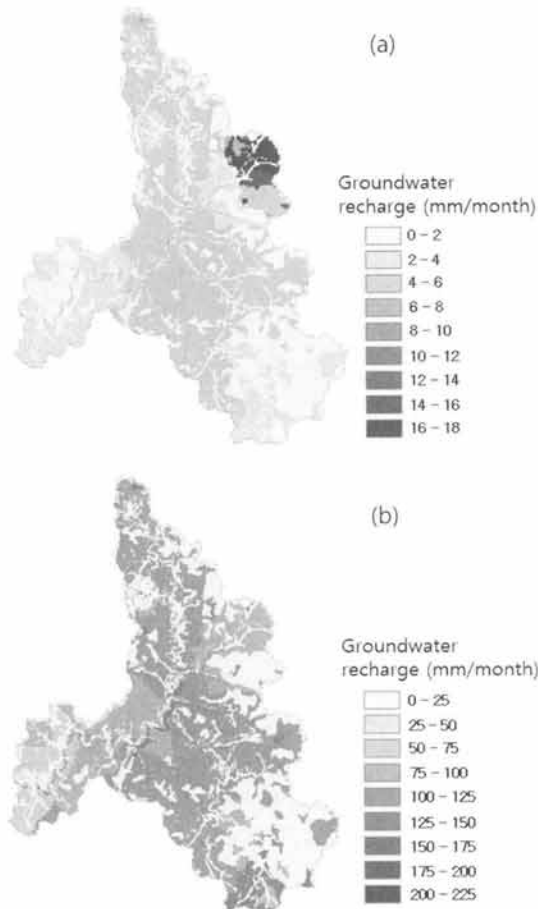 (a)
Groundwater
recharge (mm/month)
0 - 2
2 - 4
4 - 6
6 - 8
8 - 10
10 - 12
12 - 14
14 - 16
16 - 18
(b)
Groundwater
recharge (mm/month)
0 - 25
25 - 50
50 - 75
75 - 100
100 - 125
125 - 150
150 - 175
175 - 200
200 - 225